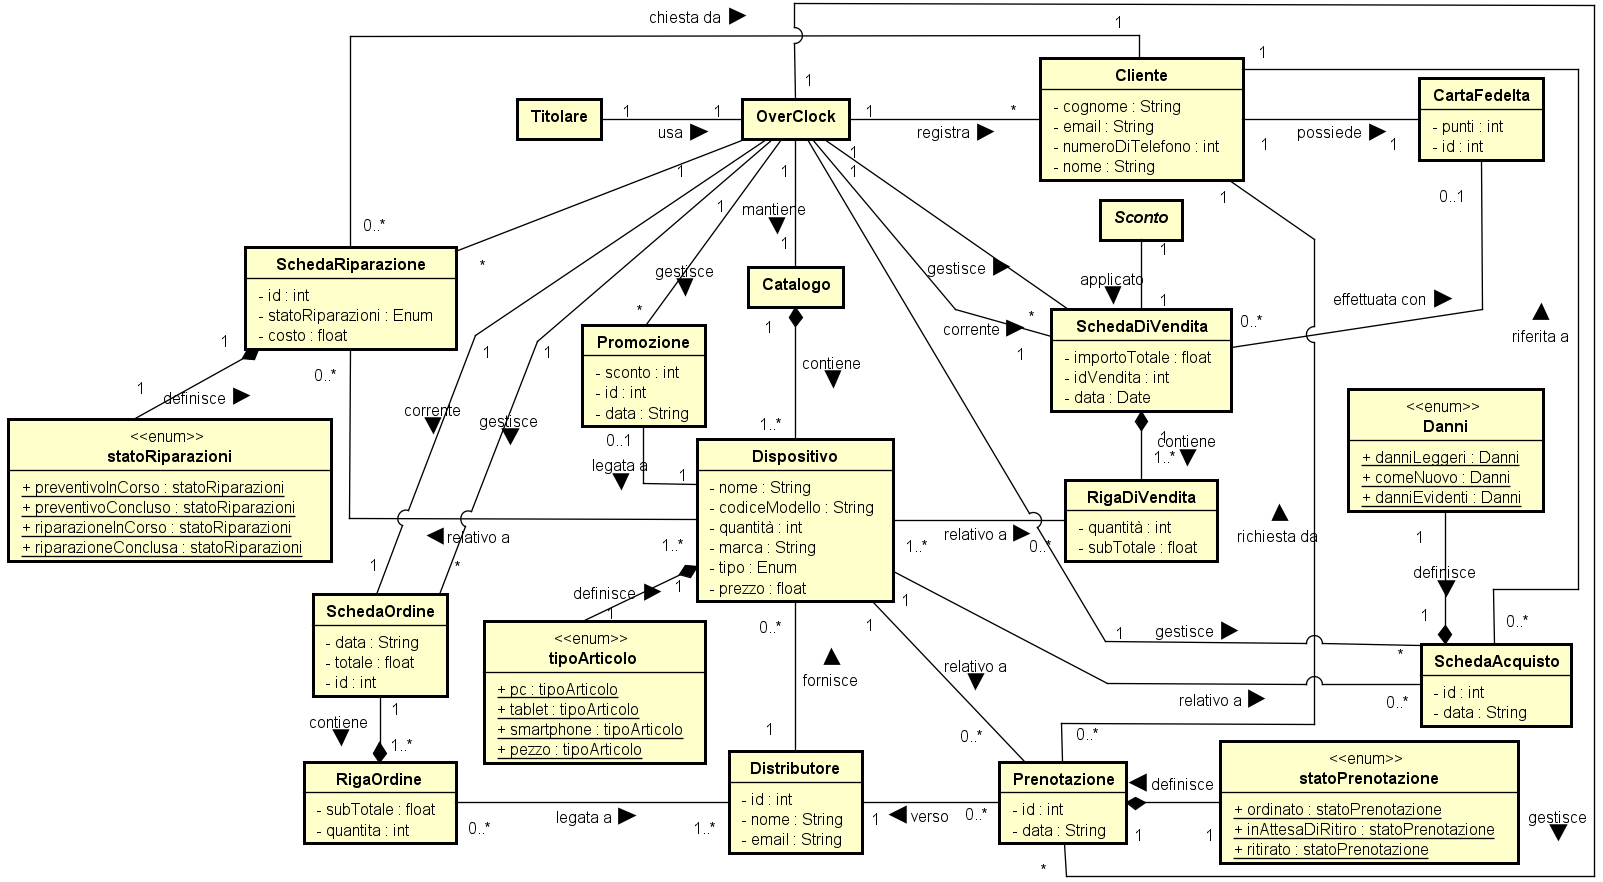 chiesta da
1
1
1
Cliente
- cognome : String
- email : String
- numeroDiTelefono : int
- nome : String
CartaFedelta
- punti : int
- id : int
Titolare
1
usa
1
OverClock
1
registra
*
1
possiede
1
1
1
1
1
1
1
0..1
Sconto
1
applicato
1
mantiene
1
0..*
*
gestisce
*
gestisce
corrente
*
1
effettuata con
0..*
riferita a
SchedaRiparazione
- id : int
- statoRiparazioni : Enum
- costo : float
Catalogo
1
contiene
1..*
SchedaDiVendita
- importoTotale : float
- idVendita : int
- data : Date
Promozione
- sconto : int
- id : int
- data : String
0..1
legata a
1
1
1
definisce
0..*
1
1
corrente
gestisce
1
contiene
1..*
<<enum>>
Danni
+ danniLeggeri : Danni
+ comeNuovo : Danni
+ danniEvidenti : Danni
<<enum>>
statoRiparazioni
+ preventivoInCorso : statoRiparazioni
+ preventivoConcluso : statoRiparazioni
+ riparazioneInCorso : statoRiparazioni
+ riparazioneConclusa : statoRiparazioni
Dispositivo
- nome : String
- codiceModello : String
- quantità : int
- marca : String
- tipo : Enum
- prezzo : float
RigaDiVendita
- quantità : int
- subTotale : float
relativo a
1..*
1..*
relativo a
0..*
richiesta da
1
definisce
1
1
*
1
definisce
1
SchedaOrdine
- data : String
- totale : float
- id : int
<<enum>>
tipoArticolo
+ pc : tipoArticolo
+ tablet : tipoArticolo
+ smartphone : tipoArticolo
+ pezzo : tipoArticolo
0..*
fornisce
1
1
1
relativo a
0..*
1
gestisce
*
0..*
relativo a
0..*
SchedaAcquisto
- id : int
- data : String
1
contiene
1..*
RigaOrdine
- subTotale : float
- quantita : int
0..*
legata a
1..*
Distributore
- id : int
- nome : String
- email : String
1
verso
0..*
0..*
Prenotazione
- id : int
- data : String
definisce
1
1
<<enum>>
statoPrenotazione
+ ordinato : statoPrenotazione
+ inAttesaDiRitiro : statoPrenotazione
+ ritirato : statoPrenotazione
gestisce
*